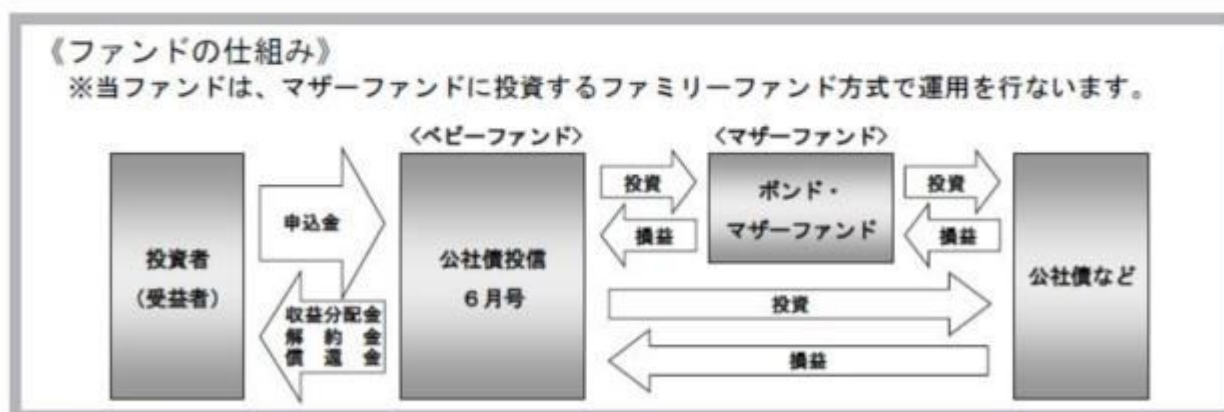 《ファンドの仕組み》
※当ファンドは、マザーファンドに投資するファミリーファンド方式で運用を行ないます。
〈ベビーファンド〉
〈マザーファンド〉
投資者
(受益者)
申込金
収益分配金
解約金
償還金
公社債投信
6月号
投資
損益
ボンド・
マザーファンド
投資
損益
投資
損益
公社債など